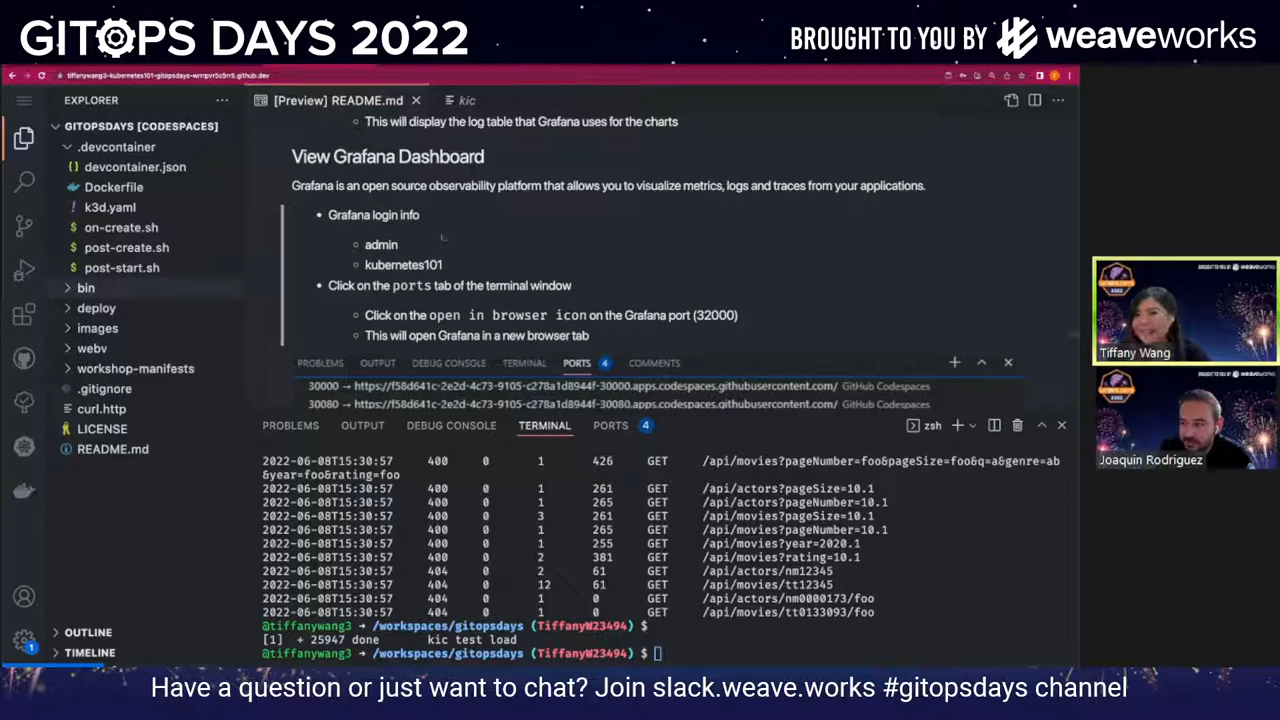 GITOPS DAYS 2022
BROUGHT TO YOU BY weaveworks
tiffanywang3-kubernetes101-gitopsdays-wrrpvr5c5rr5.github.dev
EXPLORER
[Preview] README.md
kic
GITOPSDAYS [CODESPACES]
.devcontainer
devcontainer.json
Dockerfile
k3d.yaml
on-create.sh
post-create.sh
post-start.sh
bin
deploy
images
webv
workshop-manifests
.gitignore
curl.http
LICENSE
README.md
OUTLINE
TIMELINE
1
This will display the log table that Grafana uses for the charts
View Grafana Dashboard
Grafana is an open source observability platform that allows you to visualize metrics, logs and traces from your applications.
Grafana login info
admin
kubernetes101
Click on the ports tab of the terminal window
Click on the open in browser icon on the Grafana port (32000)
This will open Grafana in a new browser tab
PROBLEMS OUTPUT DEBUG CONSOLE TERMINAL PORTS 4 COMMENTS
30000 → https://f58d641c-2e2d-4c73-9105-c278a1d8944f-30000.apps.codespaces.githubusercontent.com/ GitHub Codespaces
30080 → https://f58d641c-2e2d-4c73-9105-c278a1d8944f-30080.apps.codespaces.githubusercontent.com/ GitHub Codespaces
PROBLEMS OUTPUT DEBUG CONSOLE TERMINAL PORTS 4 zsh
2022-06-08T15:30:57 400 0 1 426 GET /api/movies?pageNumber=foo&pageSize=foo&q=a&genre=ab
&year=foo&rating=foo
2022-06-08T15:30:57 400 0 1 261 GET /api/actors?pageSize=10.1
2022-06-08T15:30:57 400 0 1 265 GET /api/actors?pageNumber=10.1
2022-06-08T15:30:57 400 0 3 261 GET /api/movies?pageSize=10.1
2022-06-08T15:30:57 400 0 1 265 GET /api/movies?pageNumber=10.1
2022-06-08T15:30:57 400 0 1 255 GET /api/movies?year=2020.1
2022-06-08T15:30:57 400 0 2 381 GET /api/movies?rating=10.1
2022-06-08T15:30:57 404 0 2 61 GET /api/actors/nm12345
2022-06-08T15:30:57 404 0 12 61 GET /api/movies/tt12345
2022-06-08T15:30:57 404 0 1 0 GET /api/actors/nm0000173/foo
2022-06-08T15:30:57 404 0 1 0 GET /api/movies/tt0133093/foo
@tiffanywang3 → /workspaces/gitopsdays (TiffanyW23494) $
[1] + 25947 done kic test load
@tiffanywang3 → /workspaces/gitopsdays (TiffanyW23494) $
Tiffany Wang
Joaquin Rodriguez
Have a question or just want to chat? Join slack.weave.works #gitopsdays channel